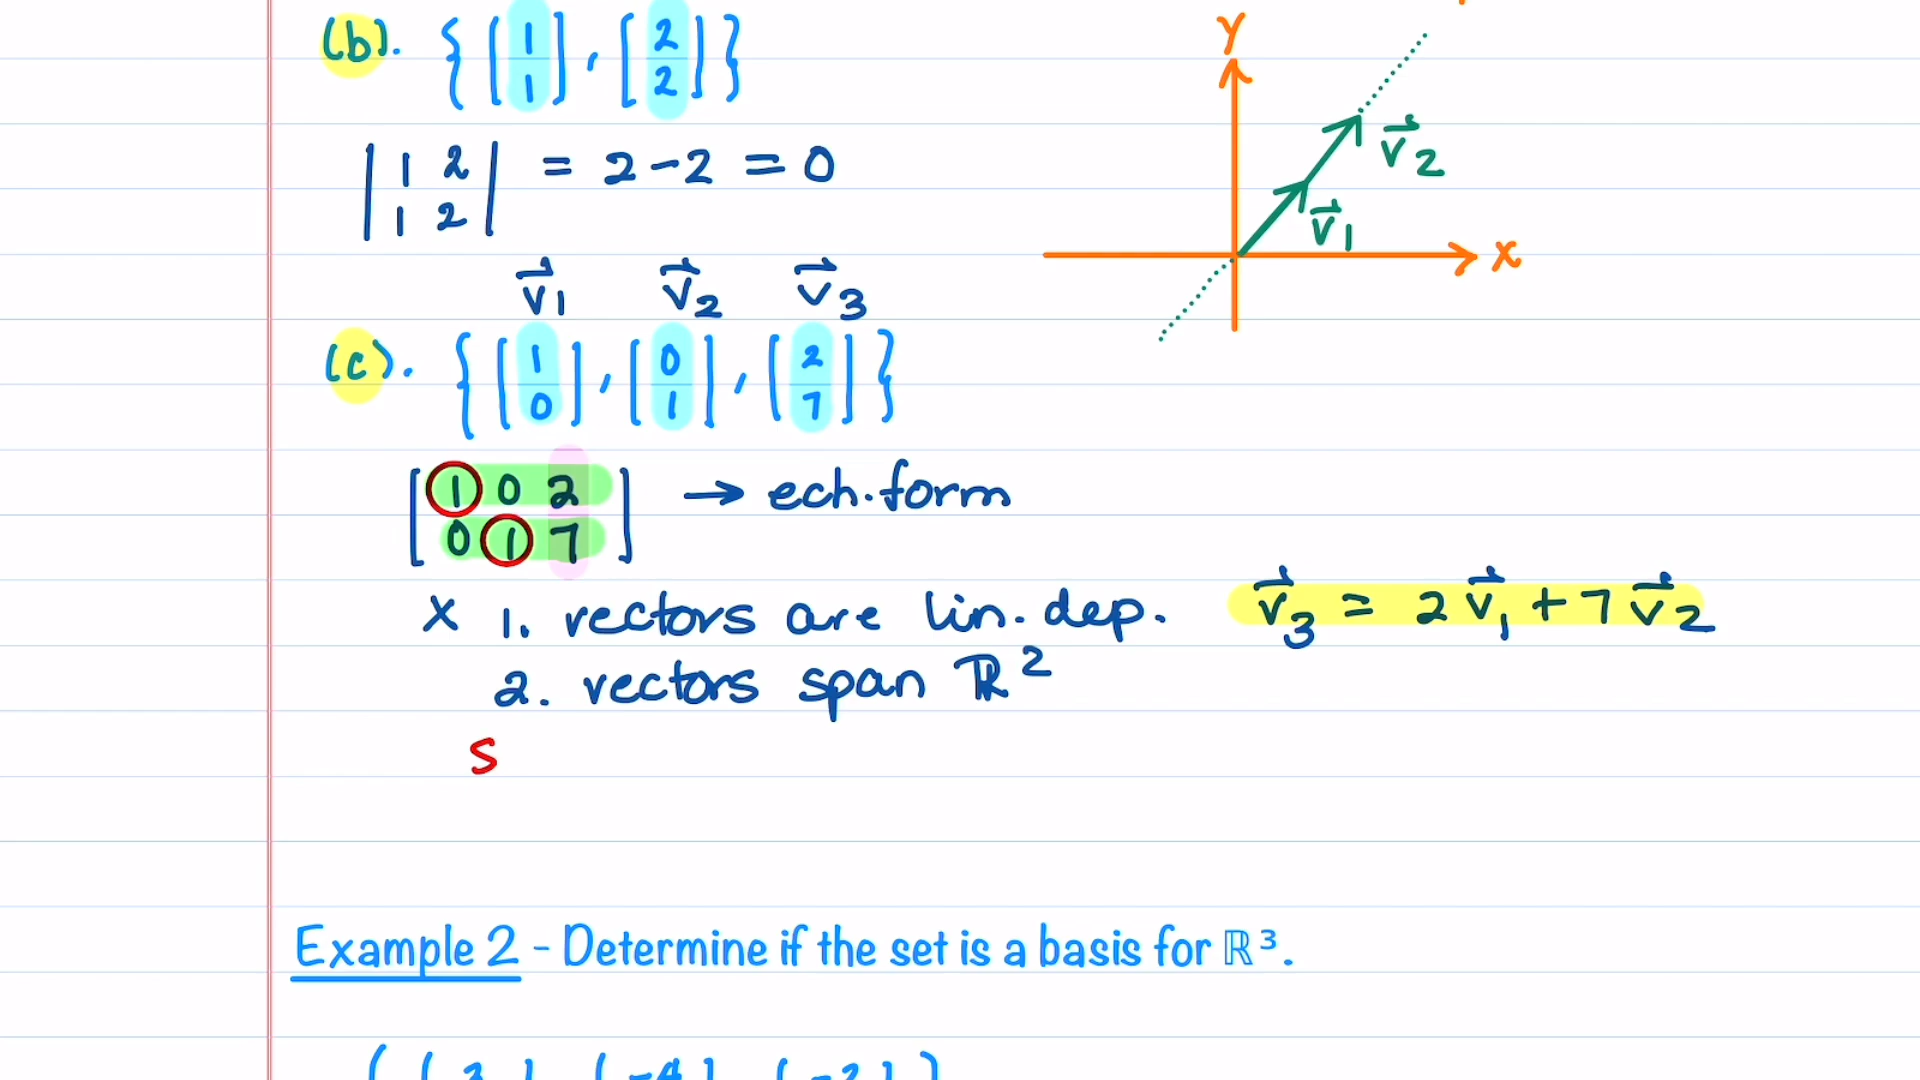 (b). { [1 1], [2 2] }
|1 2
1 2| = 2 - 2 = 0
y
x
v⃗2
v⃗1
v⃗1 v⃗2 v⃗3
(c). { [1 0], [0 1], [2 7] }
[1 0 2
0 1 7] → ech. form
x 1. vectors are lin. dep. v⃗3 = 2v⃗1 + 7v⃗2
2. vectors span ℝ²
S
Example 2 - Determine if the set is a basis for ℝ³.